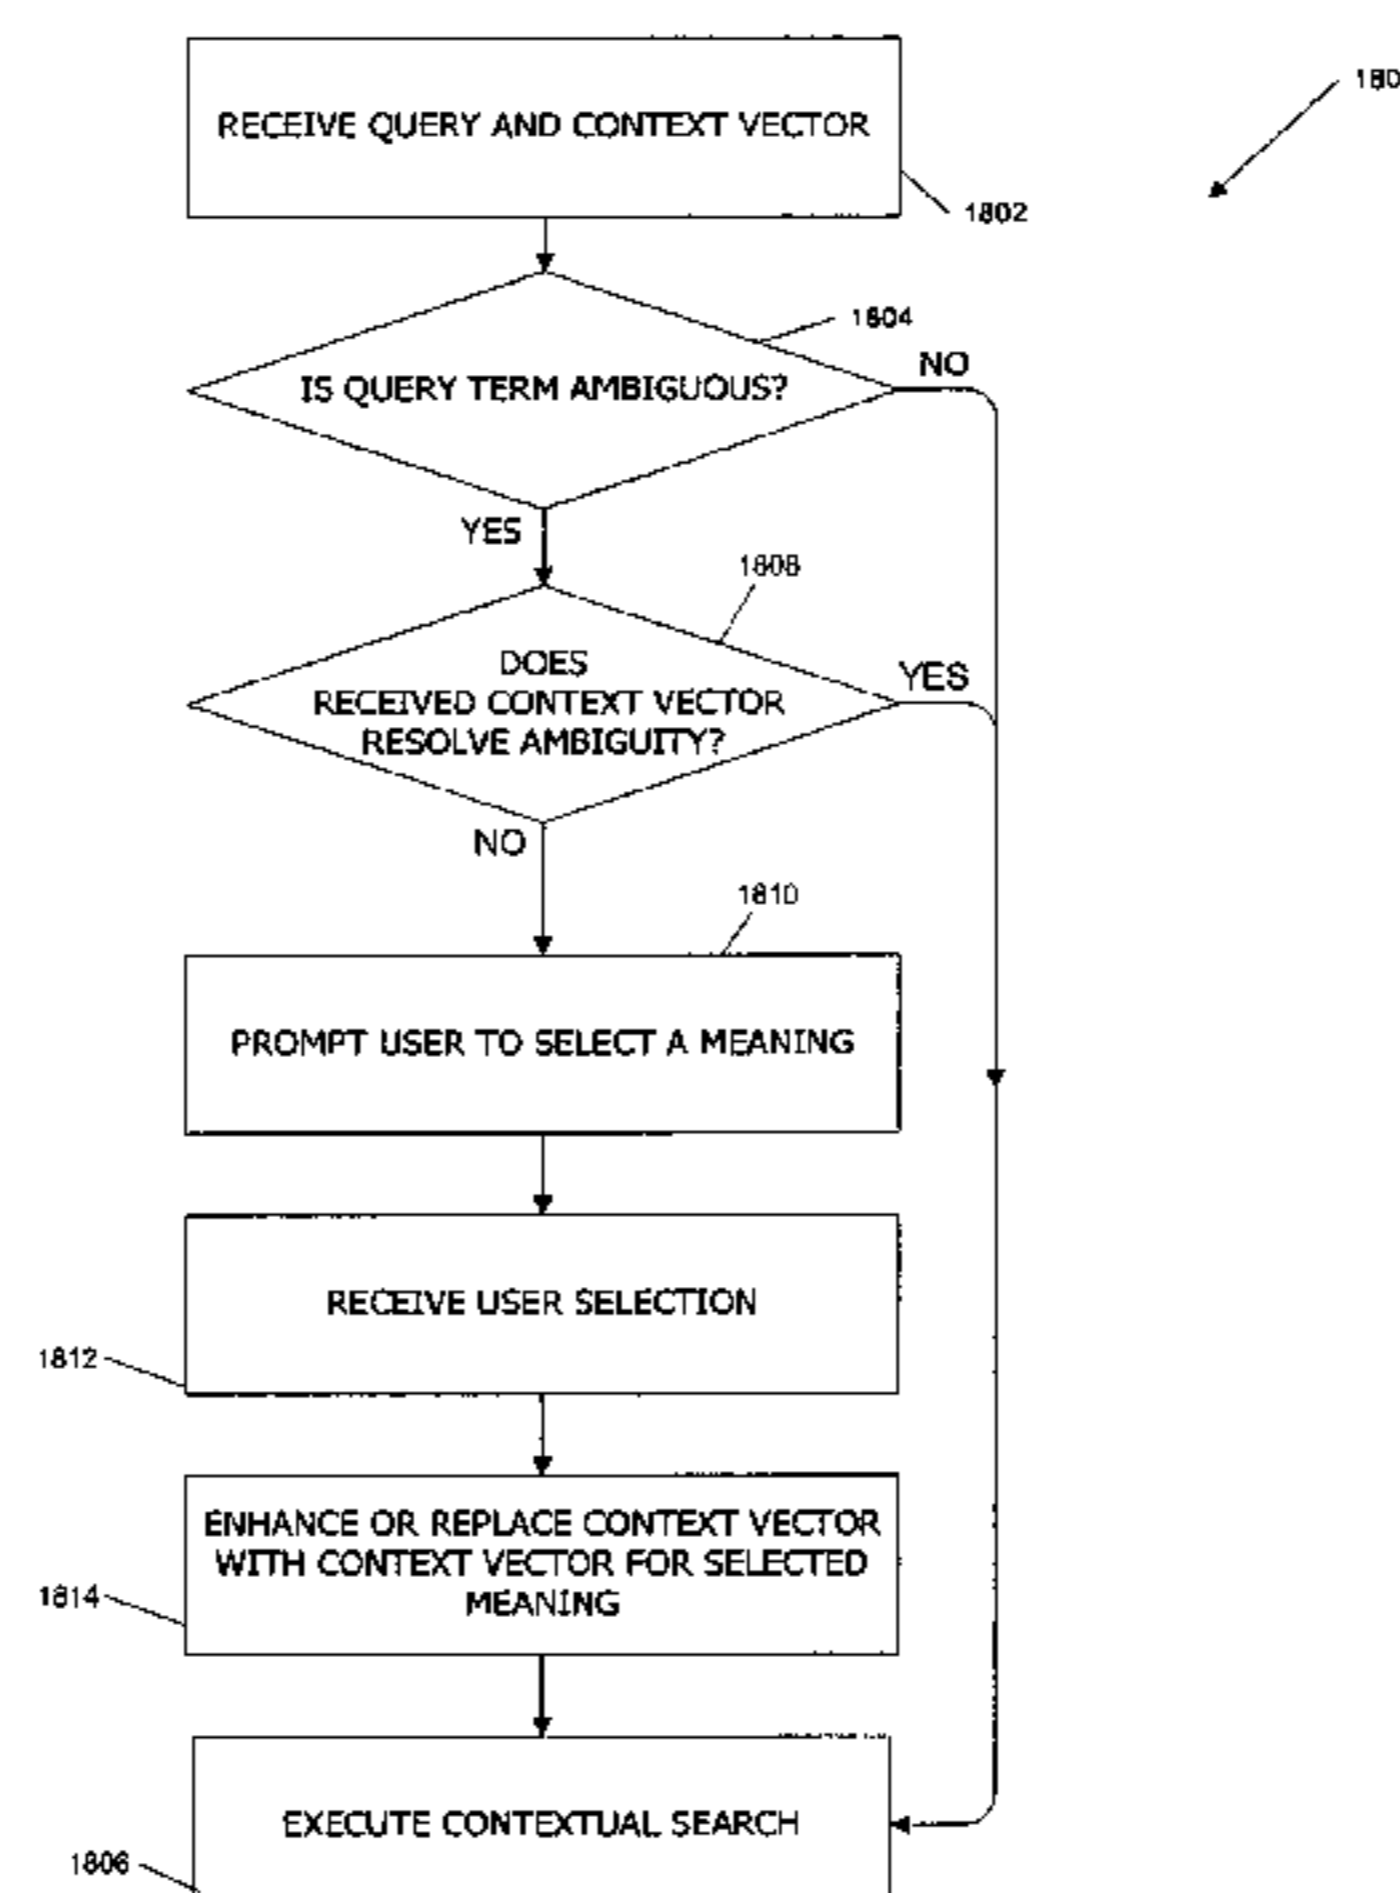 RECEIVE QUERY AND CONTEXT VECTOR
180
1802
1804
IS QUERY TERM AMBIGUOUS?
NO
YES
1808
DOES
RECEIVED CONTEXT VECTOR
RESOLVE AMBIGUITY?
YES
NO
1810
PROMPT USER TO SELECT A MEANING
RECEIVE USER SELECTION
1812
ENHANCE OR REPLACE CONTEXT VECTOR
WITH CONTEXT VECTOR FOR SELECTED
MEANING
1814
EXECUTE CONTEXTUAL SEARCH
1806